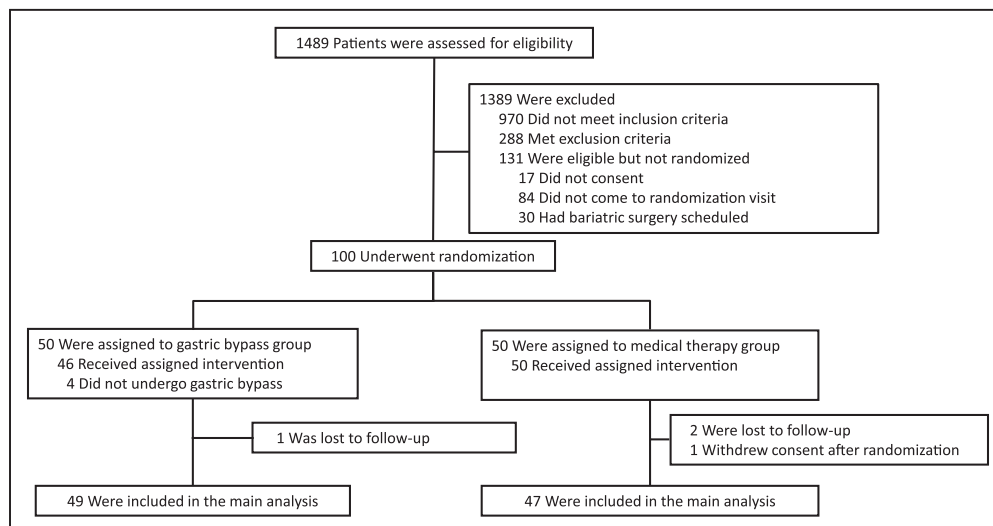 1489 Patients were assessed for eligibility
1389 Were excluded
970 Did not meet inclusion criteria
288 Met exclusion criteria
131 Were eligible but not randomized
17 Did not consent
84 Did not come to randomization visit
30 Had bariatric surgery scheduled
100 Underwent randomization
50 Were assigned to gastric bypass group
46 Received assigned intervention
4 Did not undergo gastric bypass
50 Were assigned to medical therapy group
50 Received assigned intervention
1 Was lost to follow-up
2 Were lost to follow-up
1 Withdrew consent after randomization
49 Were included in the main analysis
47 Were included in the main analysis